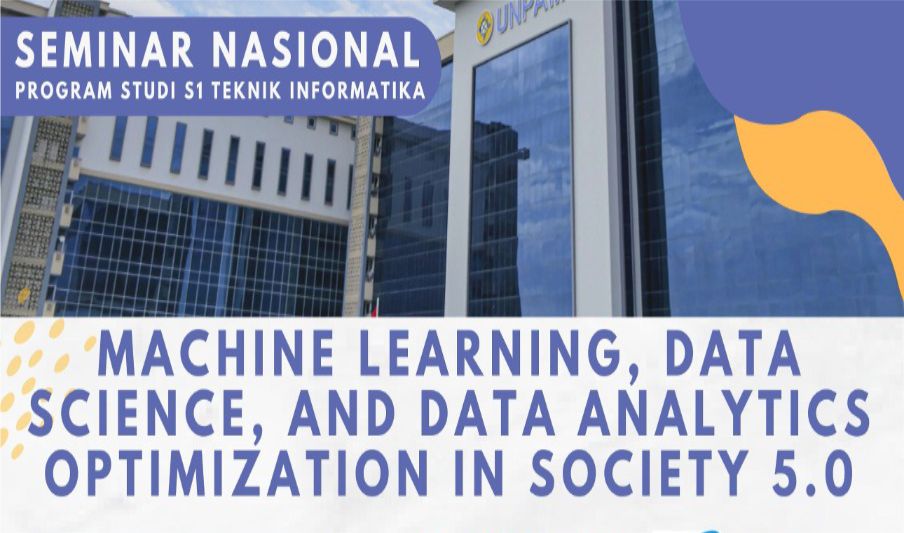 SEMINAR NASIONAL
PROGRAM STUDI S1 TEKNIK INFORMATIKA
MACHINE LEARNING, DATA
SCIENCE, AND DATA ANALYTICS
OPTIMIZATION IN SOCIETY 5.0